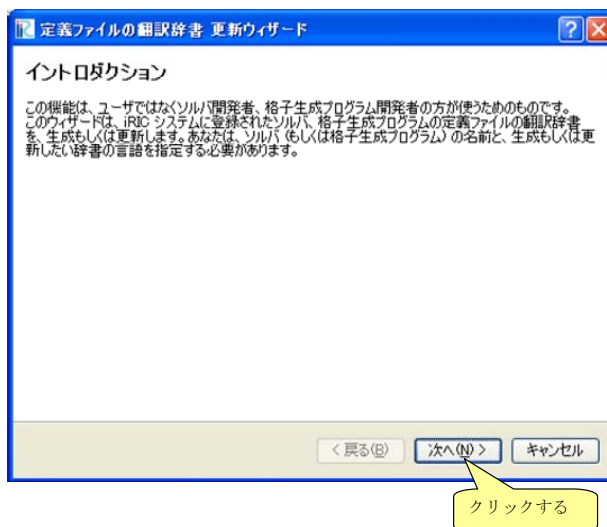 定義ファイルの翻訳辞書 更新ウィザード
イントロダクション
この機能は、ユーザではなくソルバ開発者、格子生成プログラム開発者の方が使うためのものです。
このウィザードは、iRIC システムに登録されたソルバ、格子生成プログラムの定義ファイルの翻訳辞書
を、生成もしくは更新します。あなたは、ソルバ (もしくは格子生成プログラム) の名前と、生成もしくは更
新したい辞書の言語を指定する必要があります。
< 戻る(B) 次へ(N) > キャンセル
クリックする